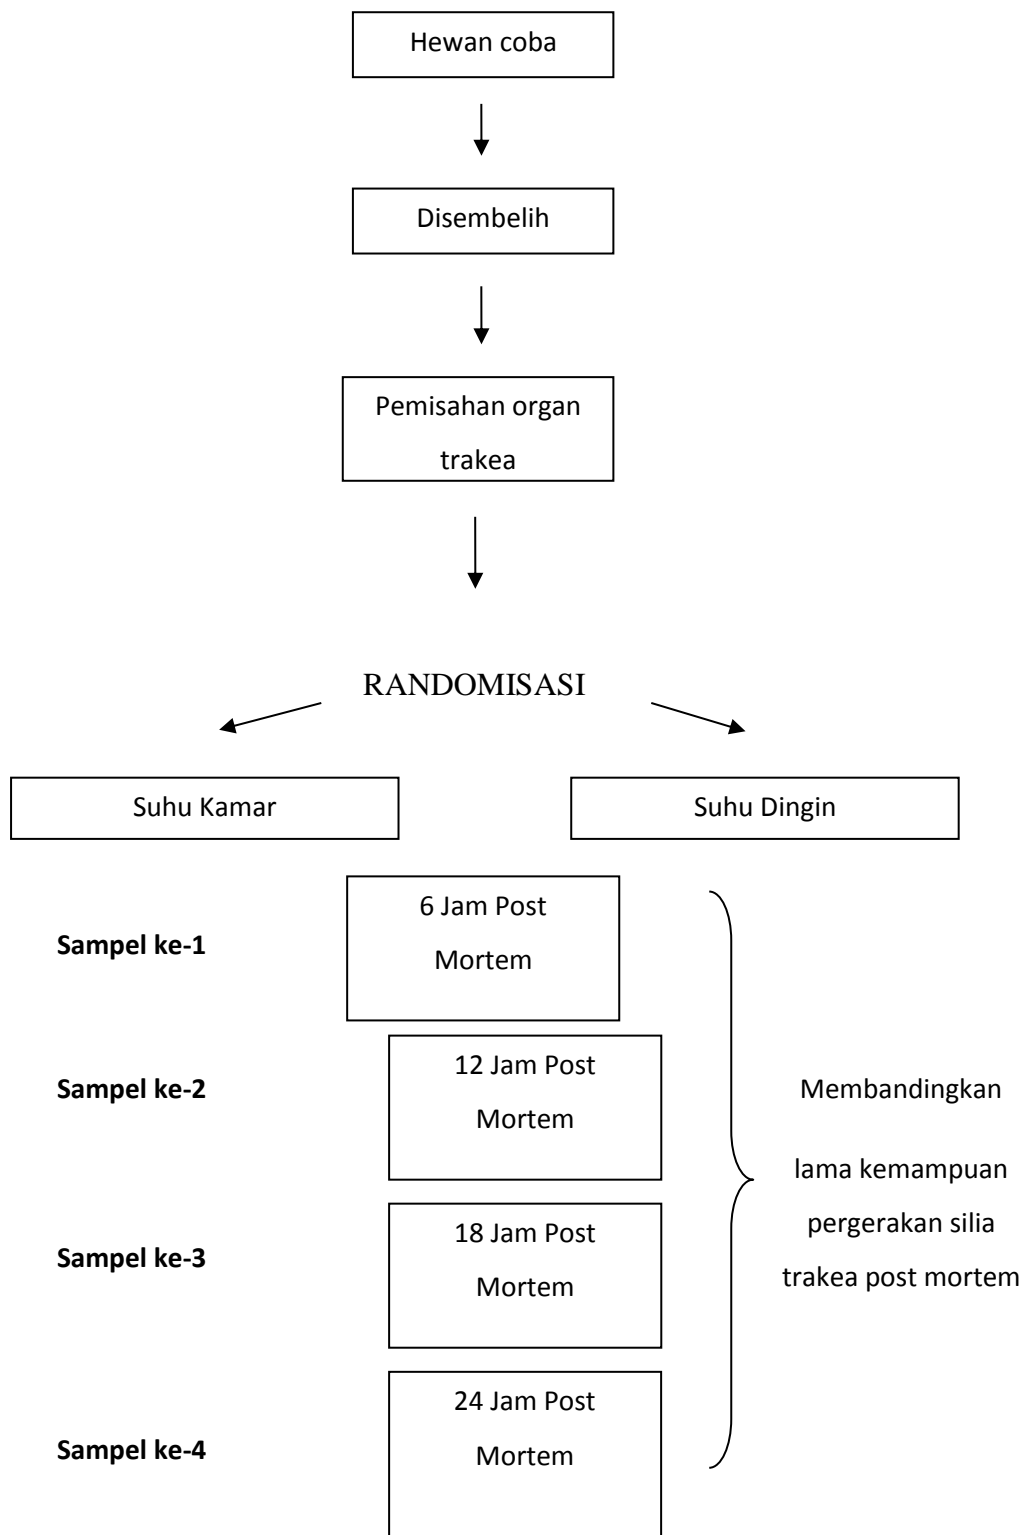 Hewan coba
Disembelih
Pemisahan organ
trakea
RANDOMISASI
Suhu Kamar
Suhu Dingin
Sampel ke-1
6 Jam Post
Mortem
Sampel ke-2
12 Jam Post
Mortem
Sampel ke-3
18 Jam Post
Mortem
Sampel ke-4
24 Jam Post
Mortem
Membandingkan
lama kemampuan
pergerakan silia
trakea post mortem